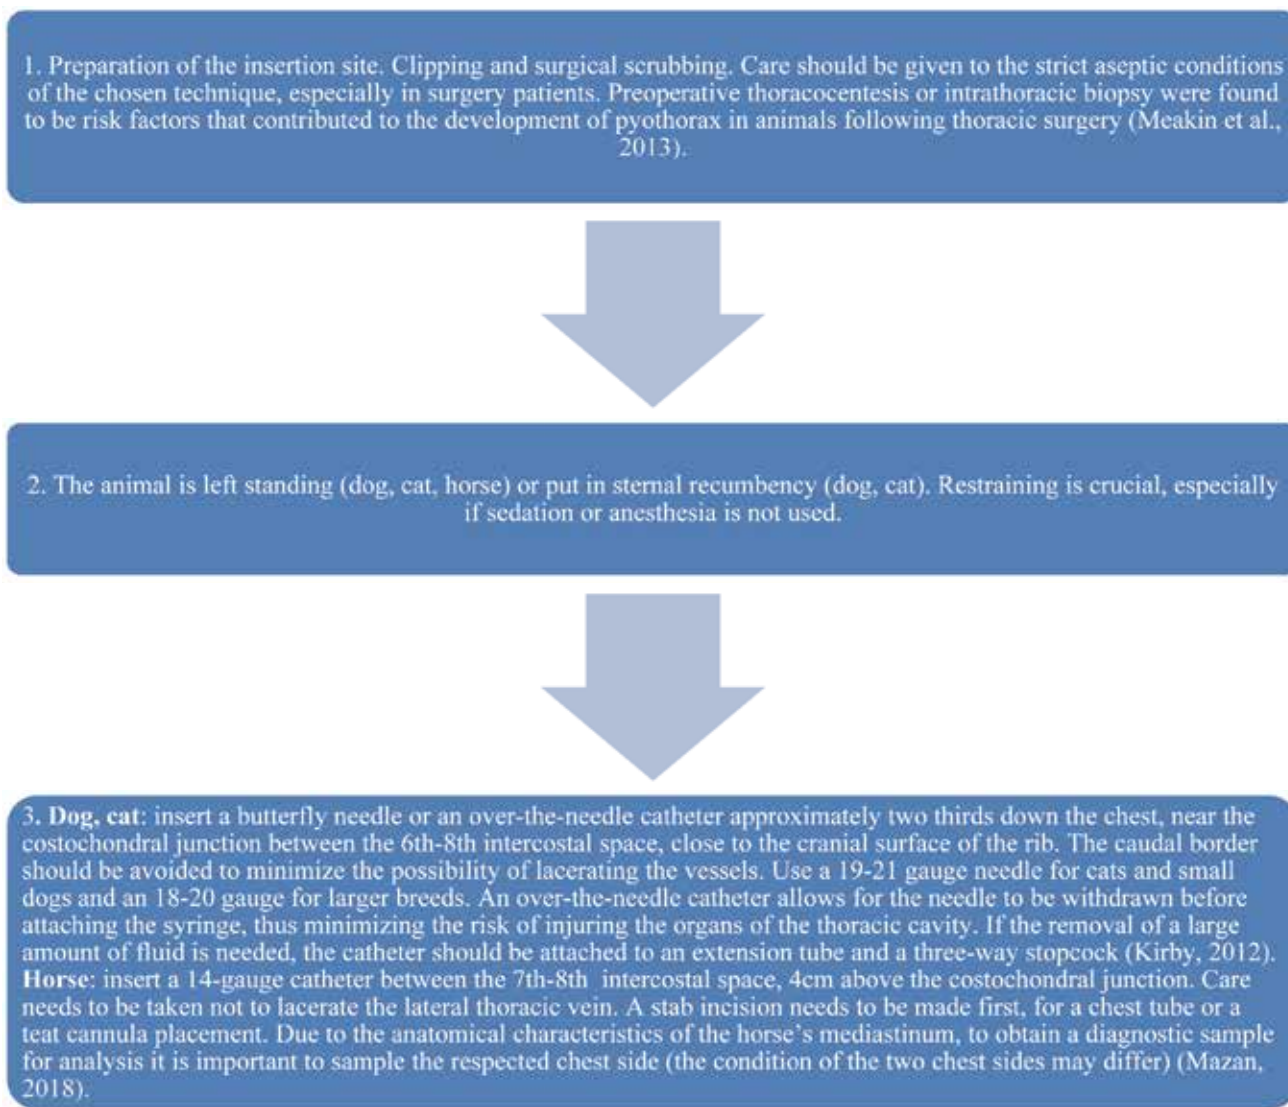 1. Preparation of the insertion site. Clipping and surgical scrubbing. Care should be given to the strict aseptic conditions
of the chosen technique, especially in surgery patients. Preoperative thoracocentesis or intrathoracic biopsy were found
to be risk factors that contributed to the development of pyothorax in animals following thoracic surgery (Meakin et al.,
2013).
2. The animal is left standing (dog, cat, horse) or put in sternal recumbency (dog, cat). Restraining is crucial, especially
if sedation or anesthesia is not used.
3. Dog, cat: insert a butterfly needle or an over-the-needle catheter approximately two thirds down the chest, near the
costochondral junction between the 6th-8th intercostal space, close to the cranial surface of the rib. The caudal border
should be avoided to minimize the possibility of lacerating the vessels. Use a 19-21 gauge needle for cats and small
dogs and an 18-20 gauge for larger breeds. An over-the-needle catheter allows for the needle to be withdrawn before
attaching the syringe, thus minimizing the risk of injuring the organs of the thoracic cavity. If the removal of a large
amount of fluid is needed, the catheter should be attached to an extension tube and a three-way stopcock (Kirby, 2012).
Horse: insert a 14-gauge catheter between the 7th-8th intercostal space, 4cm above the costochondral junction. Care
needs to be taken not to lacerate the lateral thoracic vein. A stab incision needs to be made first, for a chest tube or a
teat cannula placement. Due to the anatomical characteristics of the horse's mediastinum, to obtain a diagnostic sample
for analysis it is important to sample the respected chest side (the condition of the two chest sides may differ) (Mazan,
2018).